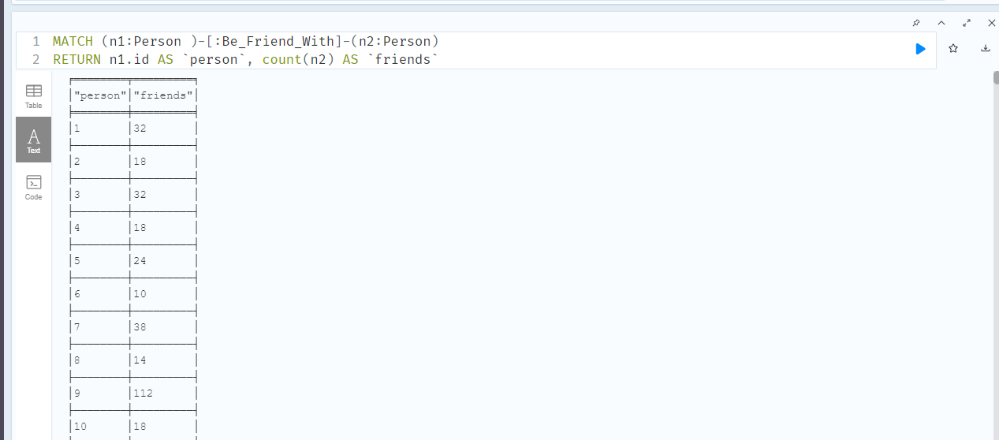 1 MATCH (n1:Person )-[:Be_Friend_With]-(n2:Person)
2 RETURN n1.id AS `person`, count(n2) AS `friends`
Table
A
Text
Code
"person" "friends"
1 32
2 18
3 32
4 18
5 24
6 10
7 38
8 14
9 112
10 18